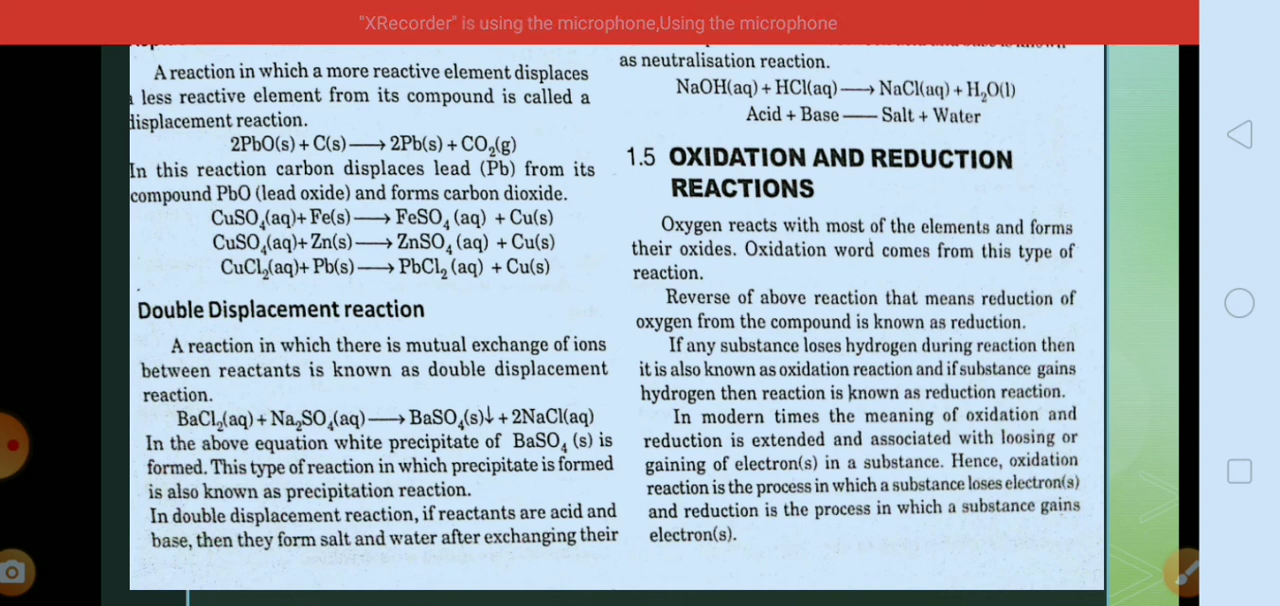 "XRecorder" is using the microphone,Using the microphone
A reaction in which a more reactive element displaces
a less reactive element from its compound is called a
displacement reaction.
2PbO(s) + C(s) ⟶ 2Pb(s) + CO₂(g)
In this reaction carbon displaces lead (Pb) from its
compound PbO (lead oxide) and forms carbon dioxide.
CuSO₄(aq)+ Fe(s) ⟶ FeSO₄ (aq) + Cu(s)
CuSO₄(aq)+ Zn(s) ⟶ ZnSO₄ (aq) + Cu(s)
CuCl₂(aq)+ Pb(s) ⟶ PbCl₂ (aq) + Cu(s)
Double Displacement reaction
A reaction in which there is mutual exchange of ions
between reactants is known as double displacement
reaction.
BaCl₂(aq) + Na₂SO₄(aq) ⟶ BaSO₄(s)↓ + 2NaCl(aq)
In the above equation white precipitate of BaSO₄ (s) is
formed. This type of reaction in which precipitate is formed
is also known as precipitation reaction.
In double displacement reaction, if reactants are acid and
base, then they form salt and water after exchanging their
as neutralisation reaction.
NaOH(aq) + HCl(aq) ⟶ NaCl(aq) + H₂O(l)
Acid + Base — Salt + Water
1.5 OXIDATION AND REDUCTION
REACTIONS
Oxygen reacts with most of the elements and forms
their oxides. Oxidation word comes from this type of
reaction.
Reverse of above reaction that means reduction of
oxygen from the compound is known as reduction.
If any substance loses hydrogen during reaction then
it is also known as oxidation reaction and if substance gains
hydrogen then reaction is known as reduction reaction.
In modern times the meaning of oxidation and
reduction is extended and associated with loosing or
gaining of electron(s) in a substance. Hence, oxidation
reaction is the process in which a substance loses electron(s)
and reduction is the process in which a substance gains
electron(s).